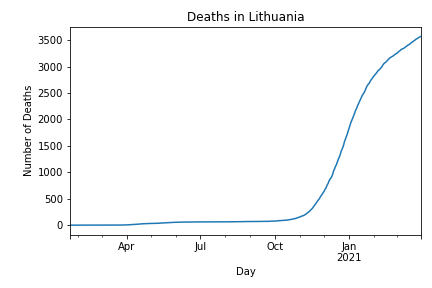 Deaths in Lithuania
Number of Deaths
3500
3000
2500
2000
1500
1000
500
0
Apr
Jul
Oct
Jan
2021
Day